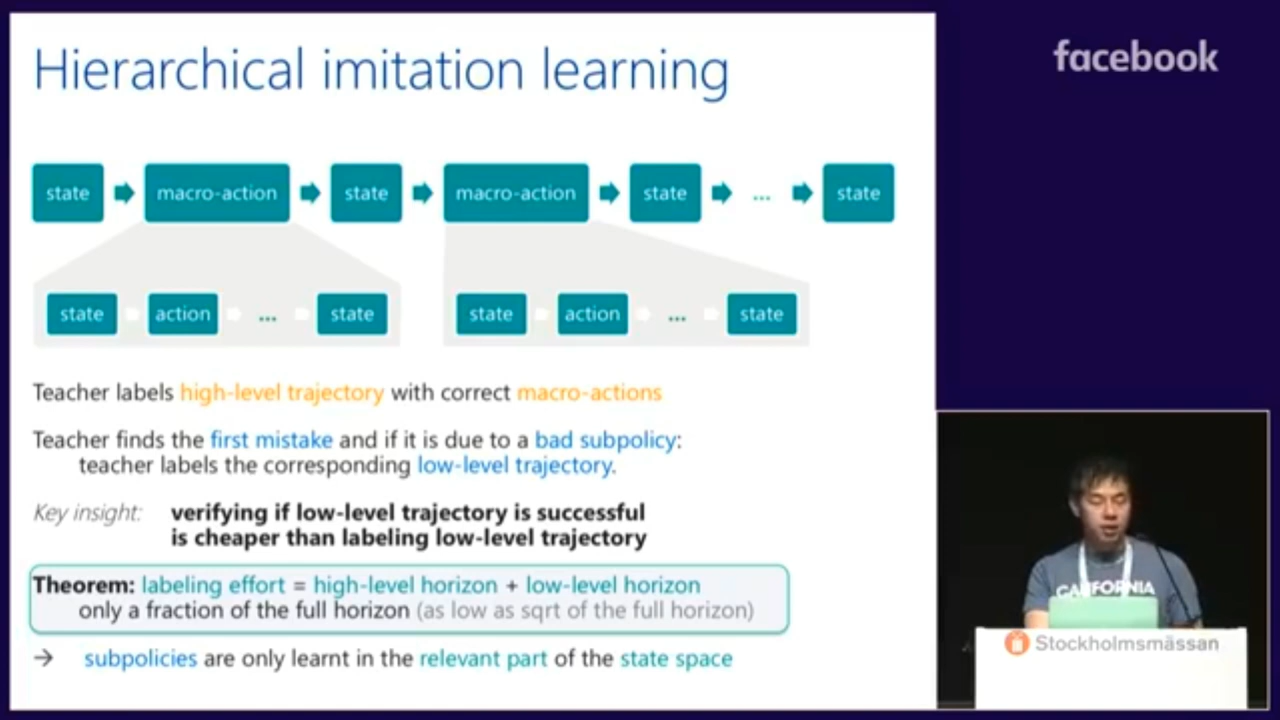 Hierarchical imitation learning
facebook
state macro-action state macro-action state ... state
state action ... state state action ... state
Teacher labels high-level trajectory with correct macro-actions
Teacher finds the first mistake and if it is due to a bad subpolicy:
teacher labels the corresponding low-level trajectory.
Key insight: verifying if low-level trajectory is successful
is cheaper than labeling low-level trajectory
Theorem: labeling effort = high-level horizon + low-level horizon
only a fraction of the full horizon (as low as sqrt of the full horizon)
→ subpolicies are only learnt in the relevant part of the state space
CALIFORNIA
Stockholmsmässan